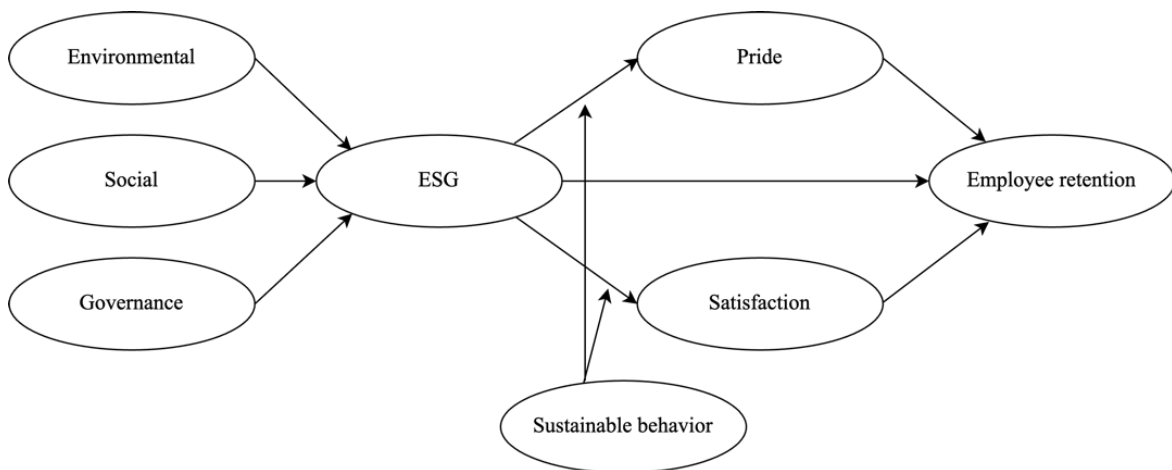 Environmental
Pride
Social
ESG
Employee retention
Governance
Satisfaction
Sustainable behavior